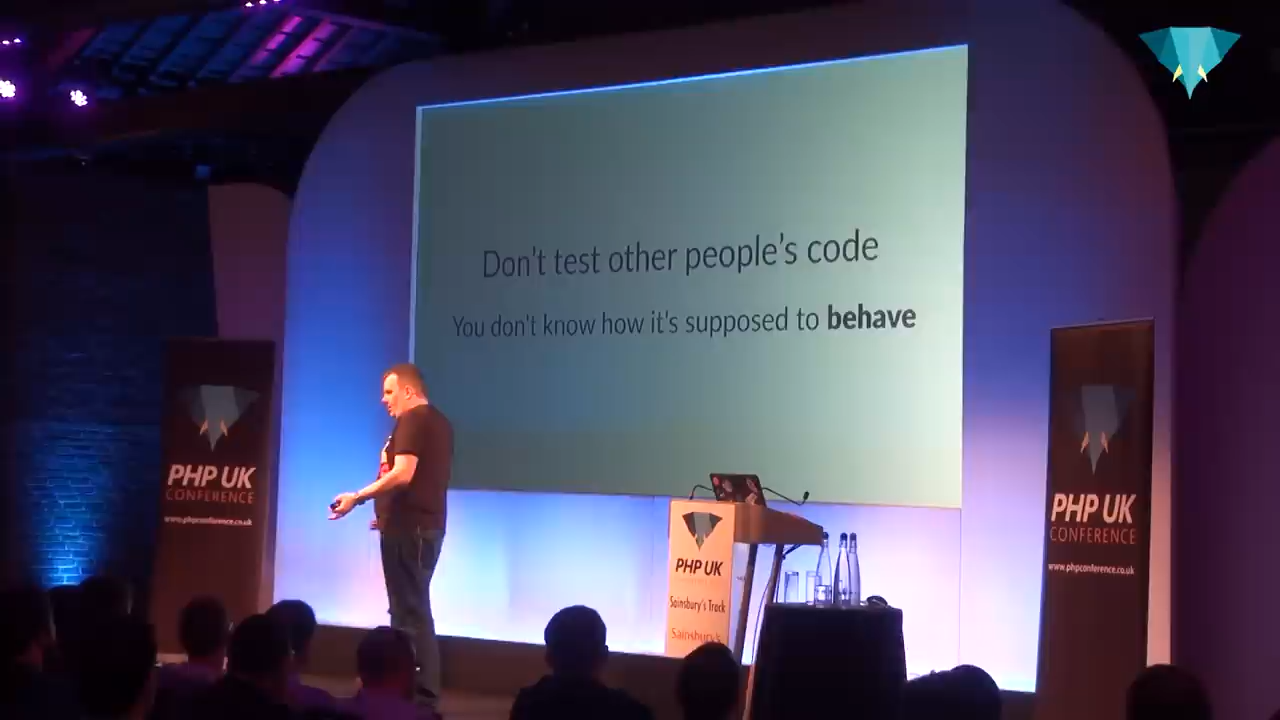 Don't test other people's code
You don't know how it's supposed to behave
PHP UK
CONFERENCE
www.phpconference.co.uk
PHP UK
Sainsbury's Track
Sainsbury's
PHP UK
CONFERENCE
www.phpconference.co.uk